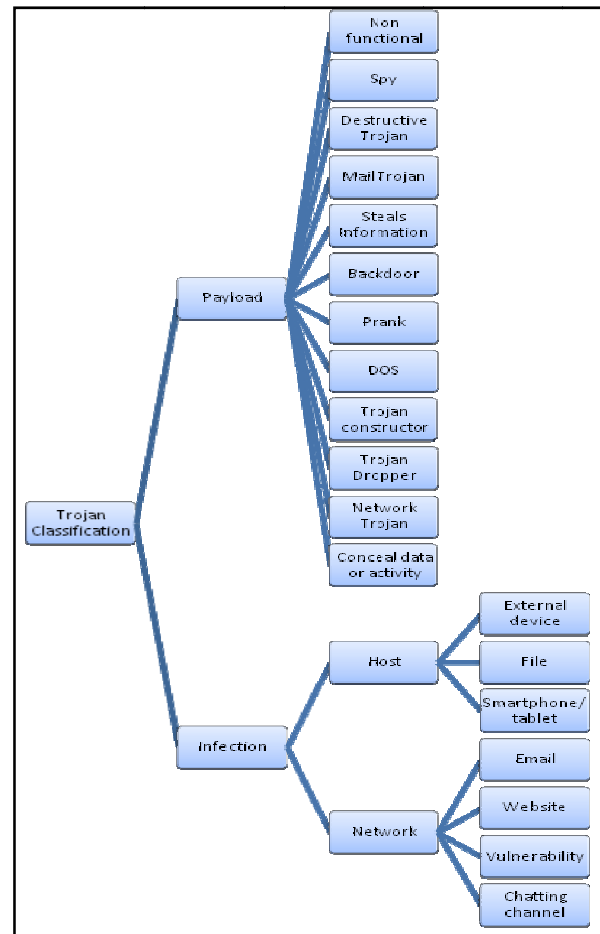 Non
functional
Spy
Destructive
Trojan
Mail Trojan
Steals
Information
Backdoor
Payload
Prank
DOS
Trojan
constructor
Trojan
Dropper
Network
Trojan
Trojan
Classification
Conceal data
or activity
External
device
Host
File
Smartphone/
tablet
Infection
Email
Website
Network
Vulnerability
Chatting
channel